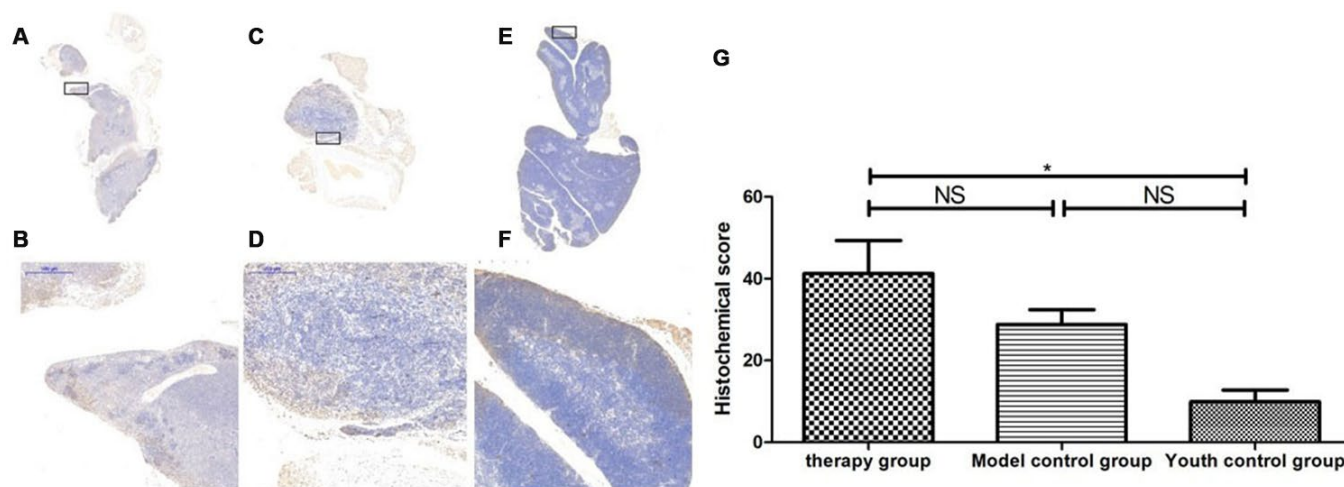 A
C
E
G
B
D
F
*
NS
NS
60
40
20
0
Histochemical score
therapy group
Model control group
Youth control group